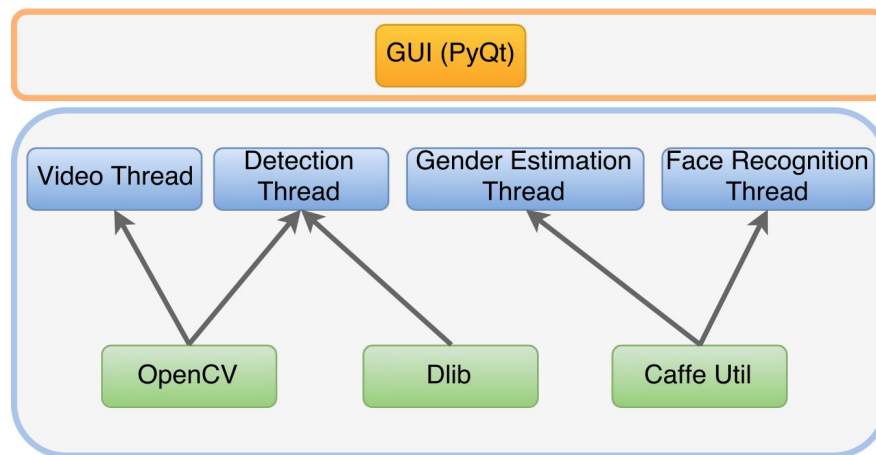 GUI (PyQt)
Video Thread
Detection
Thread
Gender Estimation
Thread
Face Recognition
Thread
OpenCV
Dlib
Caffe Util